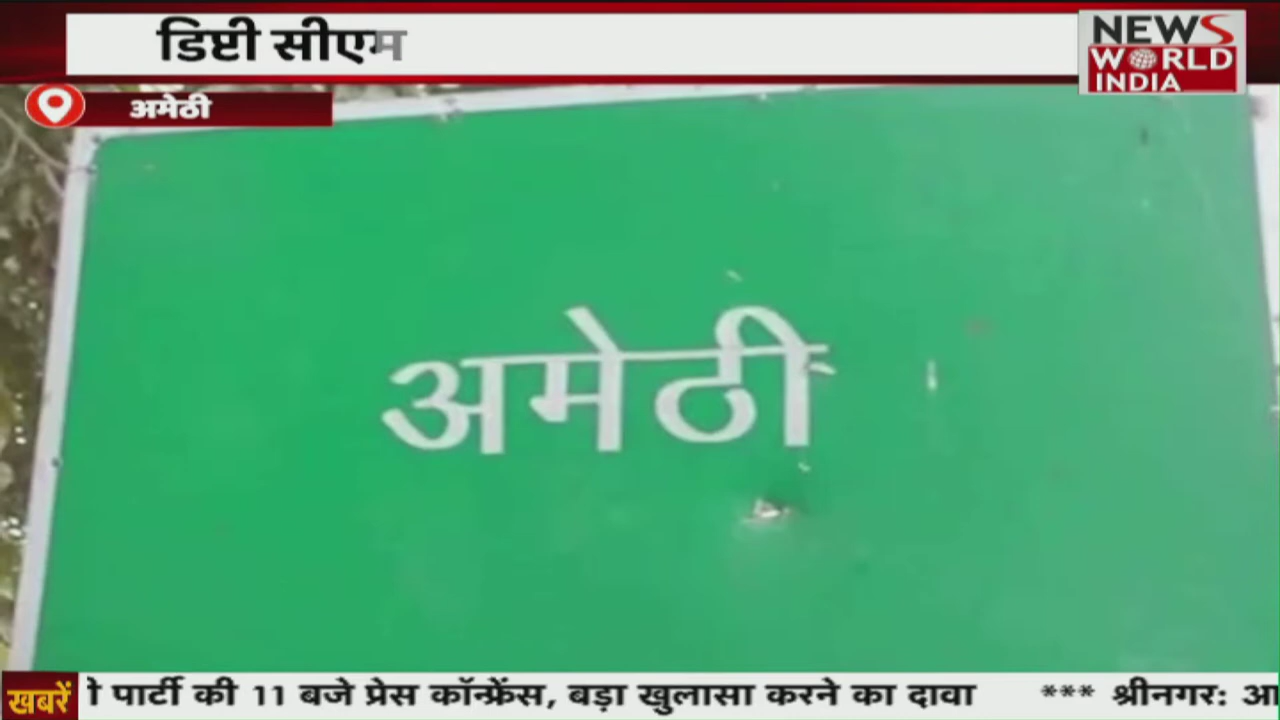 डिप्टी सीएम
NEWS
WORLD
INDIA
अमेठी
अमेठी
खबरें
पार्टी की 11 बजे प्रेस कॉन्फ्रेंस, बड़ा खुलासा करने का दावा *** श्रीनगर: